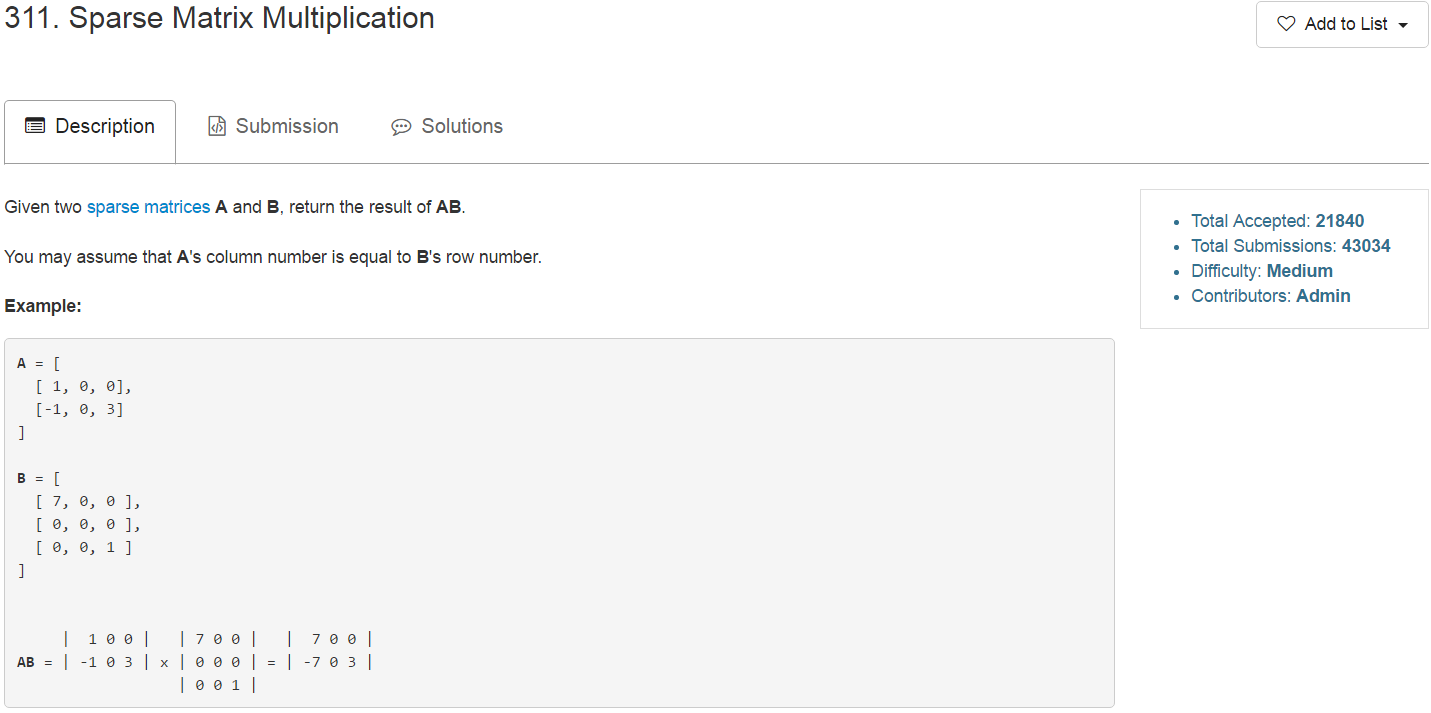 311. Sparse Matrix Multiplication
Add to List
Description Submission Solutions
Given two sparse matrices A and B, return the result of AB.
You may assume that A's column number is equal to B's row number.
Example:
A = [
  [ 1, 0, 0],
  [-1, 0, 3]
]
B = [
  [ 7, 0, 0 ],
  [ 0, 0, 0 ],
  [ 0, 0, 1 ]
]
     |  1 0 0 |   | 7 0 0 |   |  7 0 0 |
AB = | -1 0 3 | x | 0 0 0 | = | -7 0 3 |
                  | 0 0 1 |
Total Accepted: 21840
Total Submissions: 43034
Difficulty: Medium
Contributors: Admin